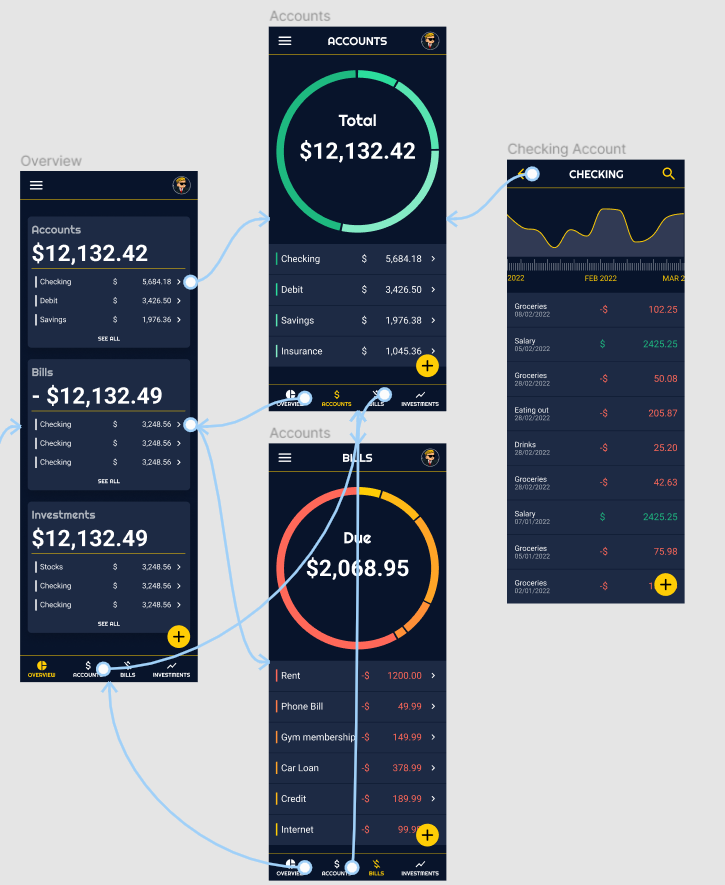 Overview
Accounts
$12,132.42
Checking $ 5,684.18
Debit $ 3,426.50
Savings $ 1,976.36
SEE ALL
Bills
- $12,132.49
Checking $ 3,248.56
Checking $ 3,248.56
Checking $ 3,248.56
SEE ALL
Investments
$12,132.49
Stocks $ 3,248.56
Checking $ 3,248.56
Checking $ 3,248.56
SEE ALL
OVERVIEW BILLS INVESTMENTS
Accounts
ACCOUNTS
Total
$12,132.42
Checking $ 5,684.18
Debit $ 3,426.50
Savings $ 1,976.38
Insurance $ 1,045.36
ACCOUNTS BILLS INVESTMENTS
Accounts
BILLS
Due
$2,068.95
Rent -$ 1200.00
Phone Bill -$ 49.99
Gym membership -$ 149.99
Car Loan -$ 378.99
Credit -$ 189.99
Internet -$
BILLS INVESTMENTS
Checking Account
CHECKING
2022 FEB 2022 MAR 2
Groceries -$ 102.25
08/02/2022
Salary $ 2425.25
05/02/2022
Groceries -$ 50.08
28/02/2022
Eating out -$ 205.87
28/02/2022
Drinks -$ 25.20
28/02/2022
Groceries -$ 42.63
28/02/2022
Salary $ 2425.25
07/01/2022
Groceries -$ 75.98
05/01/2022
Groceries -$ 1
02/01/2022